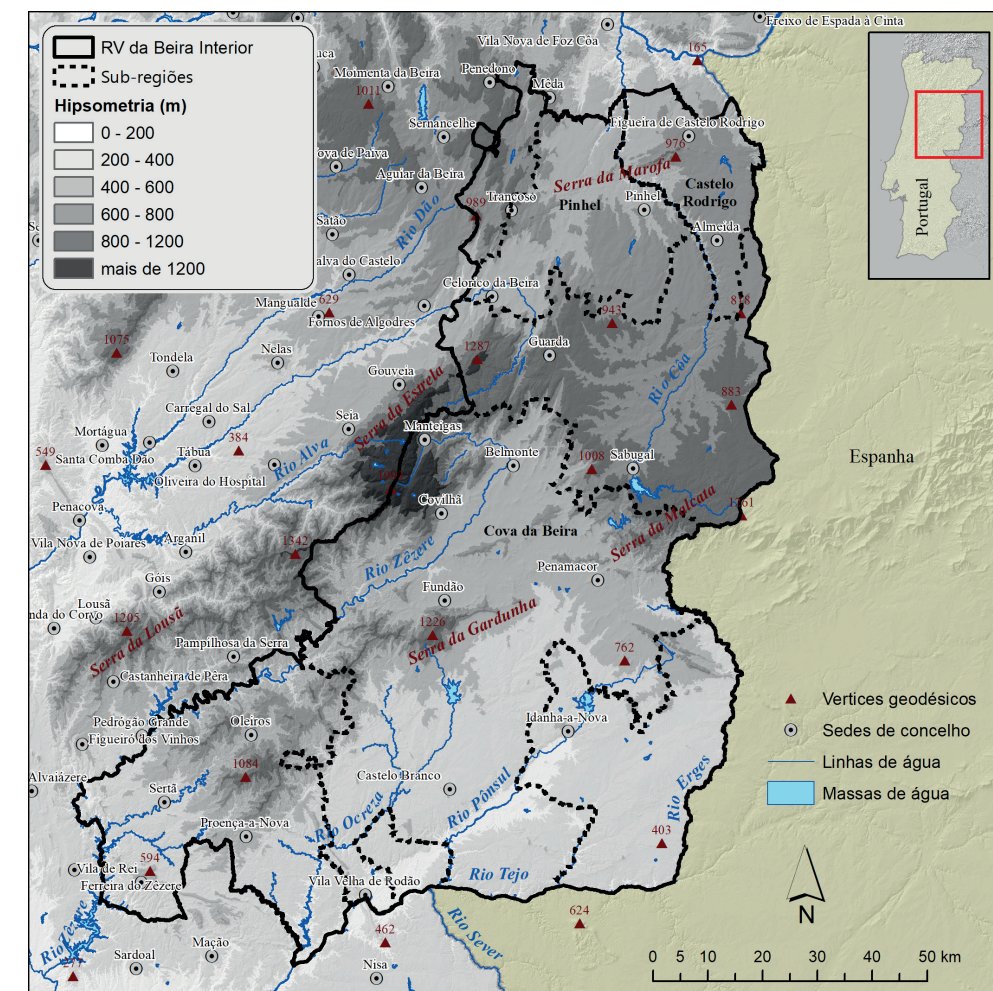 RV da Beira Interior
Sub-regiões
Hipsometria (m)
0 - 200
200 - 400
400 - 600
600 - 800
800 - 1200
mais de 1200
Freixo de Espada à Cinta
Vila Nova de Foz Côa
165
Moimenta da Beira
Penedono
Mêda
1011
Sernancelhe
Figueira de Castelo Rodrigo
976
Aguiar da Beira
Serra da Marofa
Castelo
Rodrigo
Trancoso
Pinhel
Pinhel
989
Rio Dão
Satão
Almeida
Portugal
Celorico da Beira
Mangualde
629
818
Fornos de Algodres
943
1075
Tondela
Nelas
1287
Guarda
Gouveia
Rio Côa
Serra da Estrela
883
Carregal do Sal
Seia
Manteigas
Mortágua
384
Rio Alva
549
Santa Comba Dão
Tábua
Belmonte
1008
Sabugal
Espanha
Oliveira do Hospital
Covilhã
Penacova
Serra da Malcata
Cova da Beira
Vila Nova de Poiares
Arganil
1342
Rio Zêzere
Penamacor
Góis
Fundão
Lousã
1205
Serra da Lousã
1226
Serra da Gardunha
Pampilhosa da Serra
762
Castanheira de Pêra
Vertices geodésicos
Pedrógão Grande
Oleiros
Idanha-a-Nova
Sedes de concelho
Figueiró dos Vinhos
1084
Linhas de água
Alvaiázere
Castelo Branco
Rio Pônsul
Rio Erges
Massas de água
Sertã
Rio Ocreza
Proença-a-Nova
403
594
Vila de Rei
Ferreira do Zêzere
Vila Velha de Rodão
Rio Tejo
N
Rio Zêzere
Rio Sever
624
462
Sardoal
Mação
Nisa
0 5 10 20 30 40 50 km